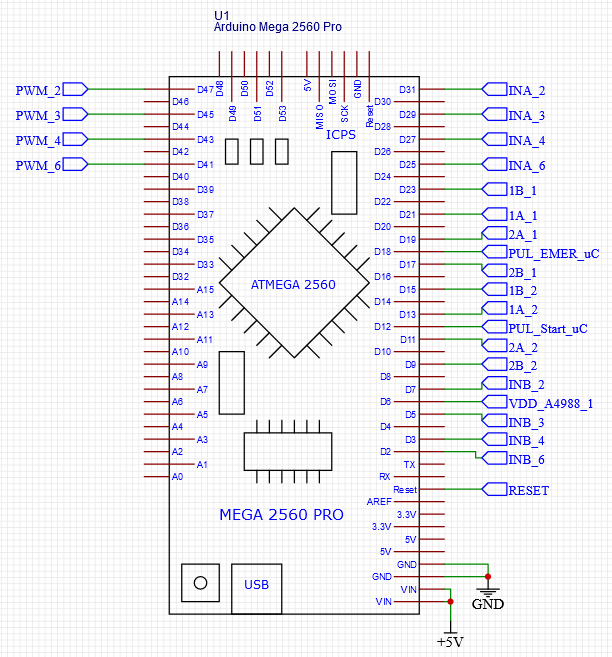 U1
Arduino Mega 2560 Pro
D48
D49
D50
D51
D52
D53
5V
MISO
MOSI
SCK
GND
Reset
ICPS
PWM_2
D47
D46
PWM_3
D45
D44
PWM_4
D43
D42
PWM_6
D41
D40
D39
D38
D37
D36
D35
D34
D33
D32
A15
A14
A13
A12
A11
A10
A9
A8
A7
A6
A5
A4
A3
A2
A1
A0
ATMEGA 2560
MEGA 2560 PRO
USB
D31
INA_2
D30
D29
INA_3
D28
D27
INA_4
D26
D25
INA_6
D24
D23
1B_1
D22
D21
1A_1
D20
D19
2A_1
D18
PUL_EMER_uC
D17
2B_1
D16
D15
1B_2
D14
D13
1A_2
D12
PUL_Start_uC
D11
2A_2
D10
D9
2B_2
D8
D7
INB_2
D6
VDD_A4988_1
D5
INB_3
D4
D3
INB_4
D2
INB_6
TX
RX
Reset
RESET
AREF
3.3V
3.3V
5V
5V
GND
GND
GND
VIN
VIN
+5V